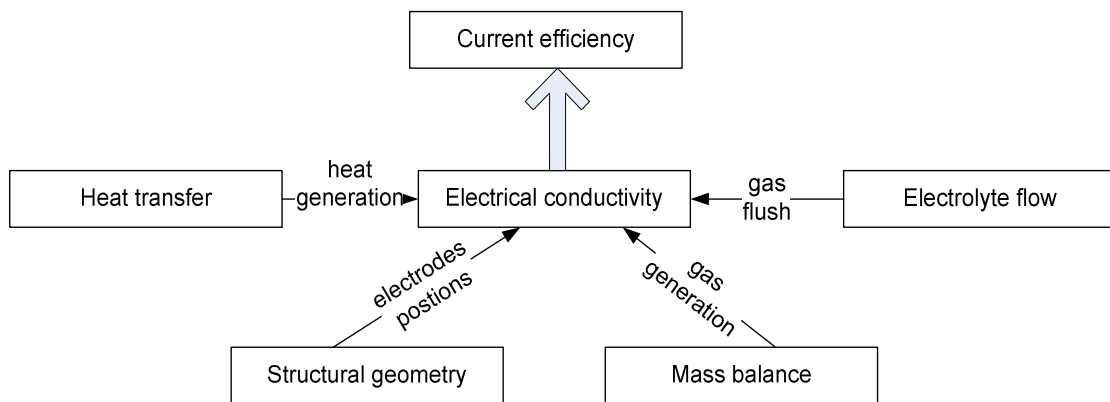 Current efficiency
Heat transfer
heat
generation
Electrical conductivity
gas
flush
Electrolyte flow
electrodes
postions
gas
generation
Structural geometry
Mass balance